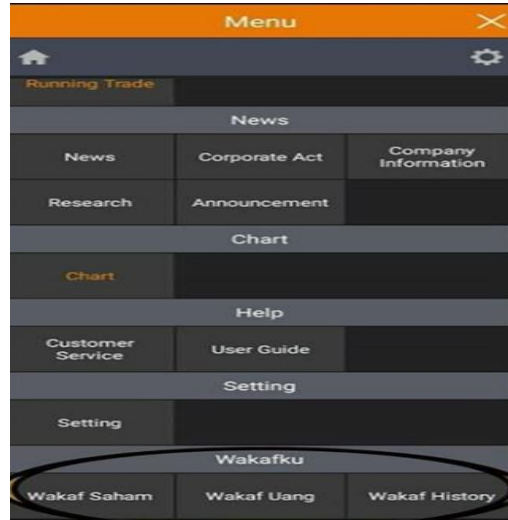 Menu
Running Trade
News
News
Corporate Act
Company
Information
Research
Announcement
Chart
Chart
Help
Customer
Service
User Guide
Setting
Setting
Wakafku
Wakaf Saham
Wakaf Uang
Wakaf History